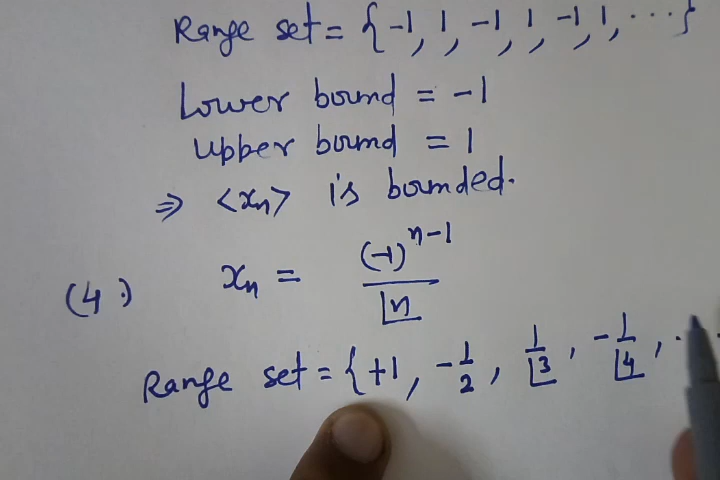 Range set = {-1, 1, -1, 1, -1, 1, ...}
Lower bound = -1
Upper bound = 1
⇒ <xₙ> is bounded.
(4.) xₙ = (-1)^(n-1) / |̲n
Range set = {+1, -1/2, 1/|̲3, -1/|̲4, ..